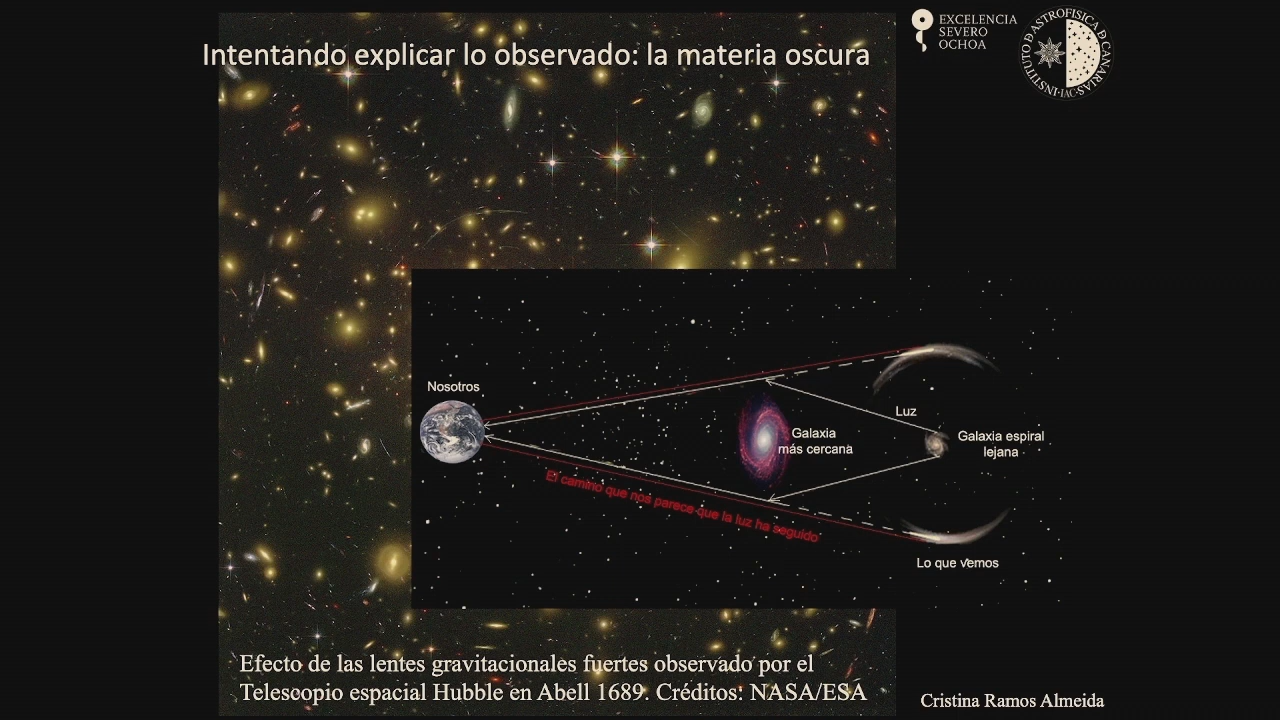 Intentando explicar lo observado: la materia oscura
EXCELENCIA
SEVERO
OCHOA
INSTITUTO DE ASTROFISICA DE CANARIAS
·IAC·
Nosotros
Luz
Galaxia
más cercana
Galaxia espiral
lejana
El camino que nos parece que la luz ha seguido
Lo que vemos
Efecto de las lentes gravitacionales fuertes observado por el
Telescopio espacial Hubble en Abell 1689. Créditos: NASA/ESA
Cristina Ramos Almeida